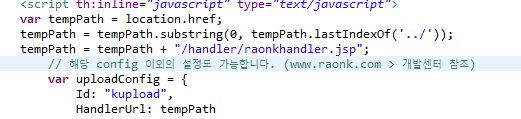 <script th:inline="javascript" type="text/javascript">
var tempPath = location.href;
tempPath = tempPath.substring(0, tempPath.lastIndexOf('../'));
tempPath = tempPath + "/handler/raonkhandler.jsp";
// 해당 config 이외의 설정도 가능합니다. (www.raonk.com > 개발센터 참조)
var uploadConfig = {
Id: "kupload",
HandlerUrl: tempPath